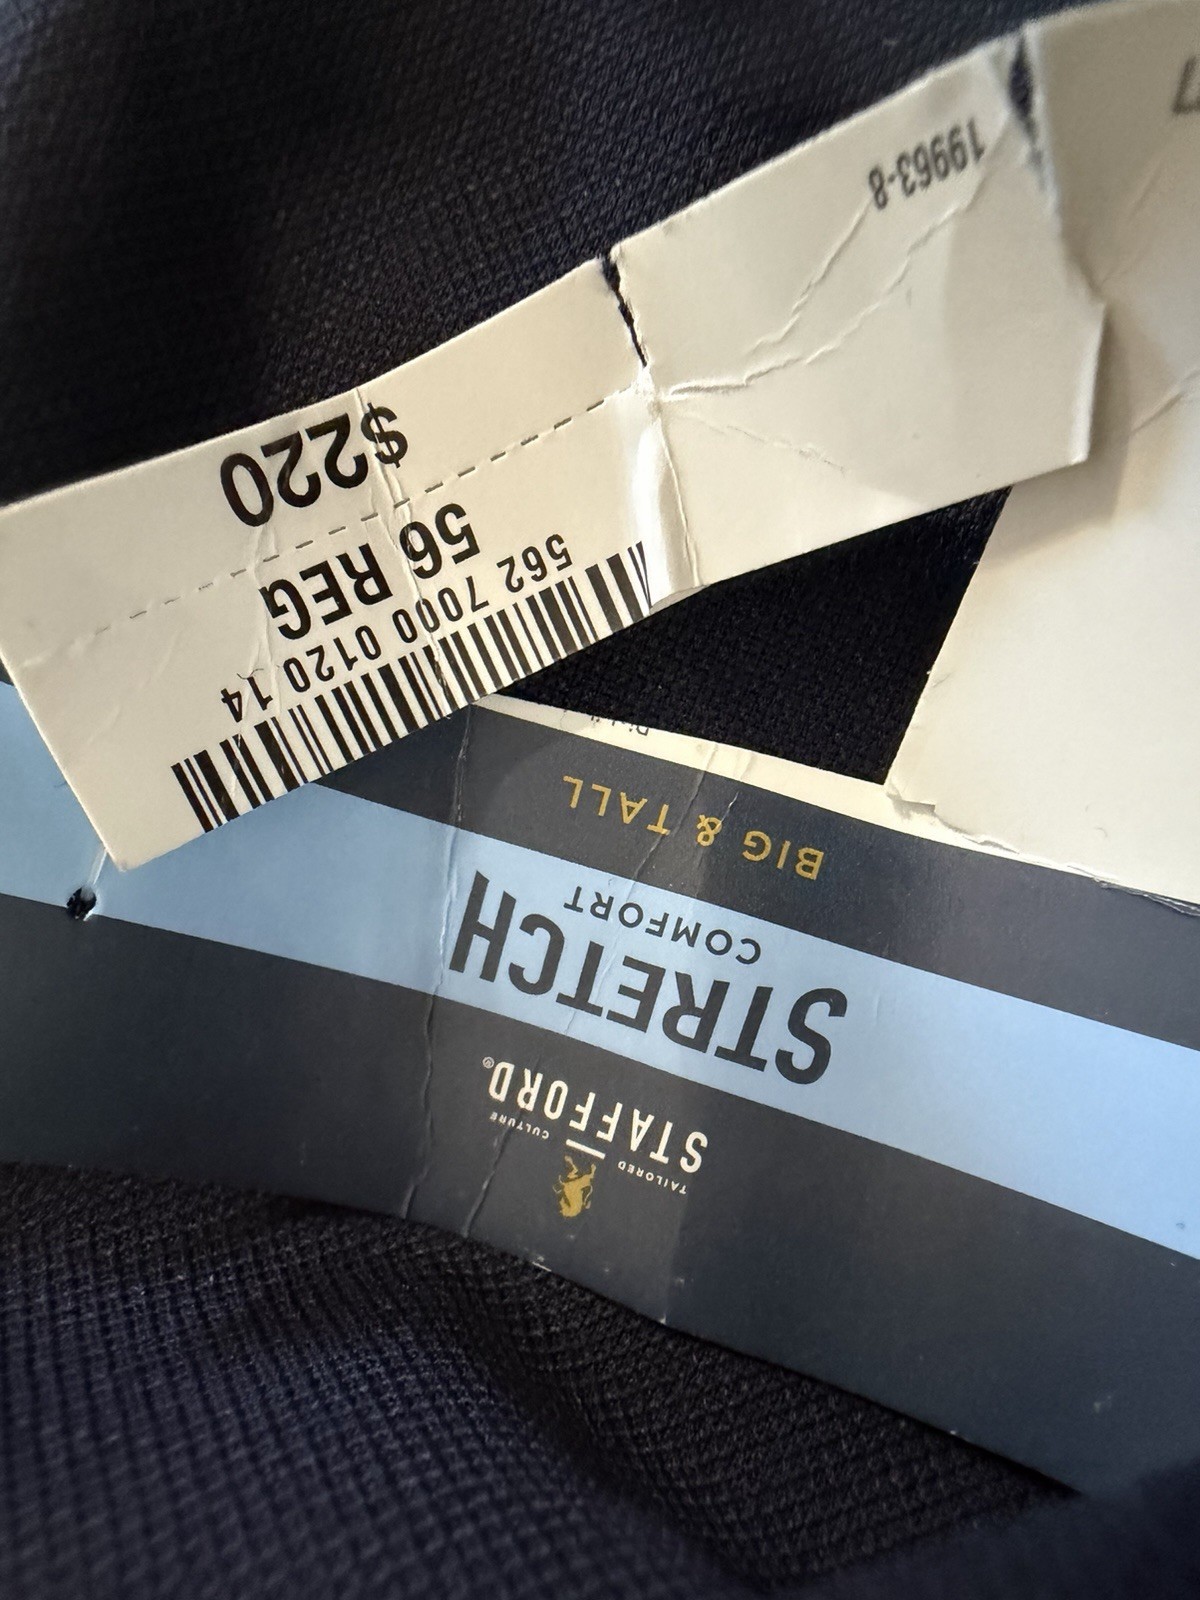 TAILORED CULTURE
STAFFORD®
STRETCH
COMFORT
BIG & TALL
562 7000 0120 14
56 REG
$220
19963-8